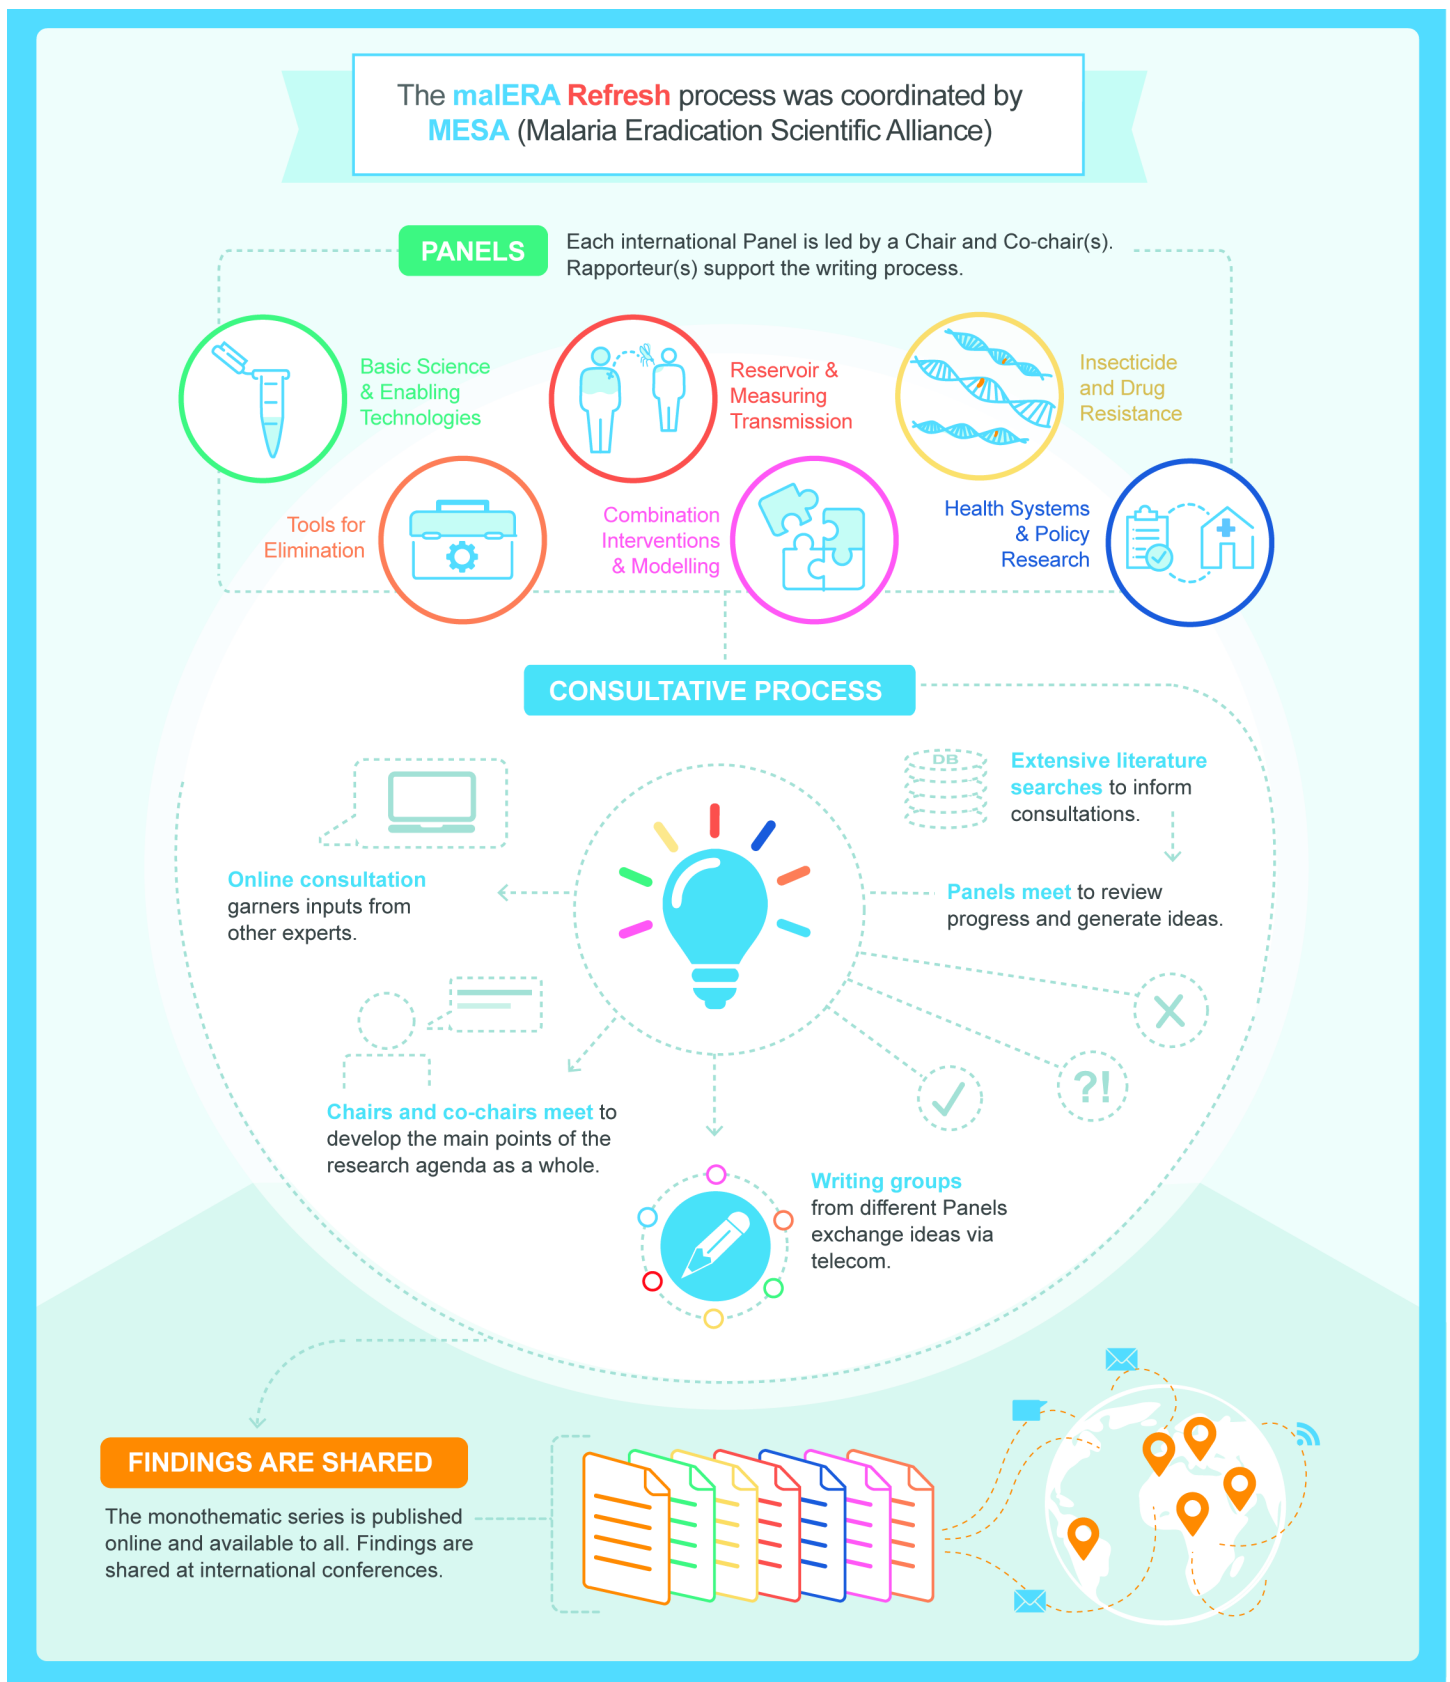 The malERA Refresh process was coordinated by
MESA (Malaria Eradication Scientific Alliance)
PANELS
Each international Panel is led by a Chair and Co-chair(s).
Rapporteur(s) support the writing process.
Basic Science
& Enabling
Technologies
Reservoir &
Measuring
Transmission
Insecticide
and Drug
Resistance
Tools for
Elimination
Combination
Interventions
& Modelling
Health Systems
& Policy
Research
CONSULTATIVE PROCESS
DB
Extensive literature
searches to inform
consultations.
Online consultation
garners inputs from
other experts.
Panels meet to review
progress and generate ideas.
?!
Chairs and co-chairs meet to
develop the main points of the
research agenda as a whole.
Writing groups
from different Panels
exchange ideas via
telecom.
FINDINGS ARE SHARED
The monothematic series is published
online and available to all. Findings are
shared at international conferences.